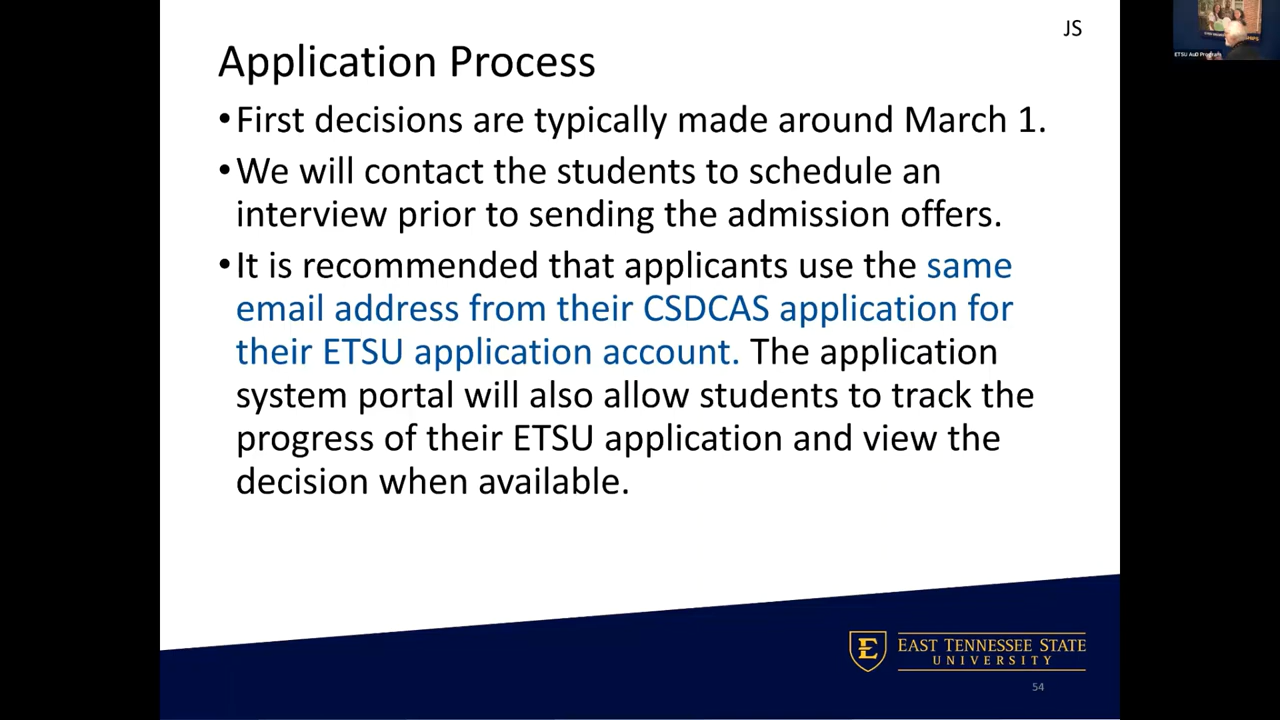 JS
Application Process
•First decisions are typically made around March 1.
•We will contact the students to schedule an
interview prior to sending the admission offers.
•It is recommended that applicants use the same
email address from their CSDCAS application for
their ETSU application account. The application
system portal will also allow students to track the
progress of their ETSU application and view the
decision when available.
E
EAST TENNESSEE STATE
UNIVERSITY
54
ETSU AuD Program